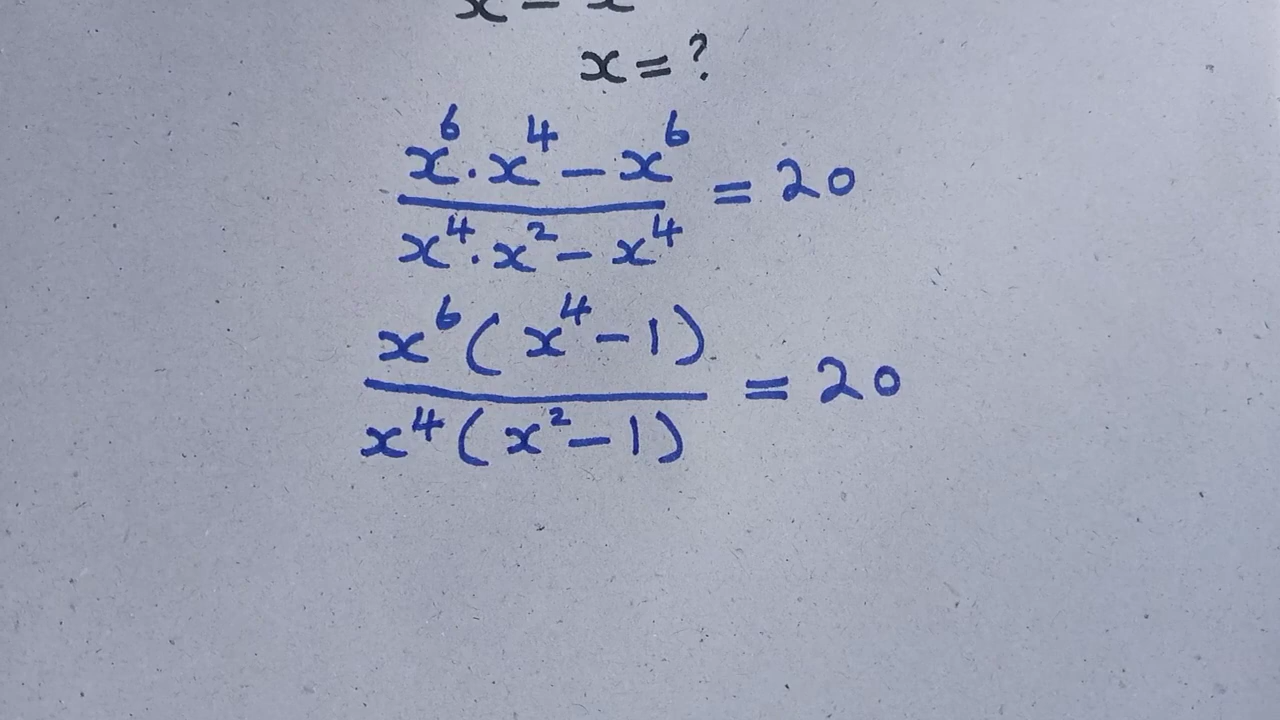 x = ?
x⁶ · x⁴ − x⁶
—————— = 20
x⁴ · x² − x⁴
x⁶ ( x⁴ − 1 )
—————— = 20
x⁴ ( x² − 1 )